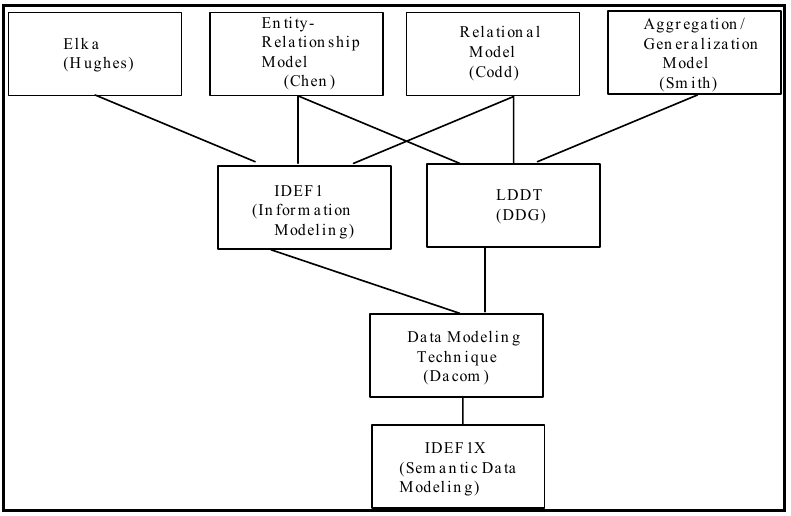 Elka
(Hughes)
Entity-
Relationship
Model
(Chen)
Relational
Model
(Codd)
Aggregation/
Generalization
Model
(Smith)
IDEF1
(Information
Modeling)
LDDT
(DDG)
Data Modeling
Technique
(Dacom)
IDEF1X
(Semantic Data
Modeling)